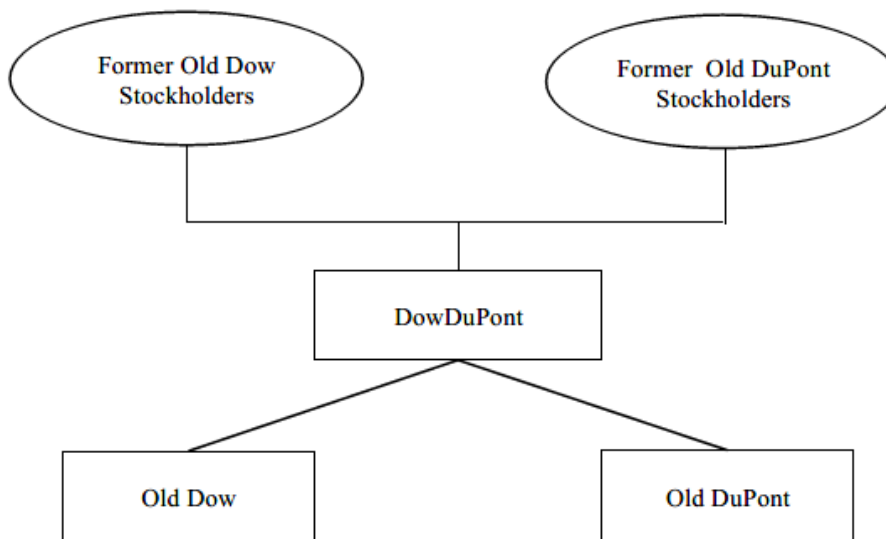 Former Old Dow
Stockholders
Former Old DuPont
Stockholders
DowDuPont
Old Dow
Old DuPont